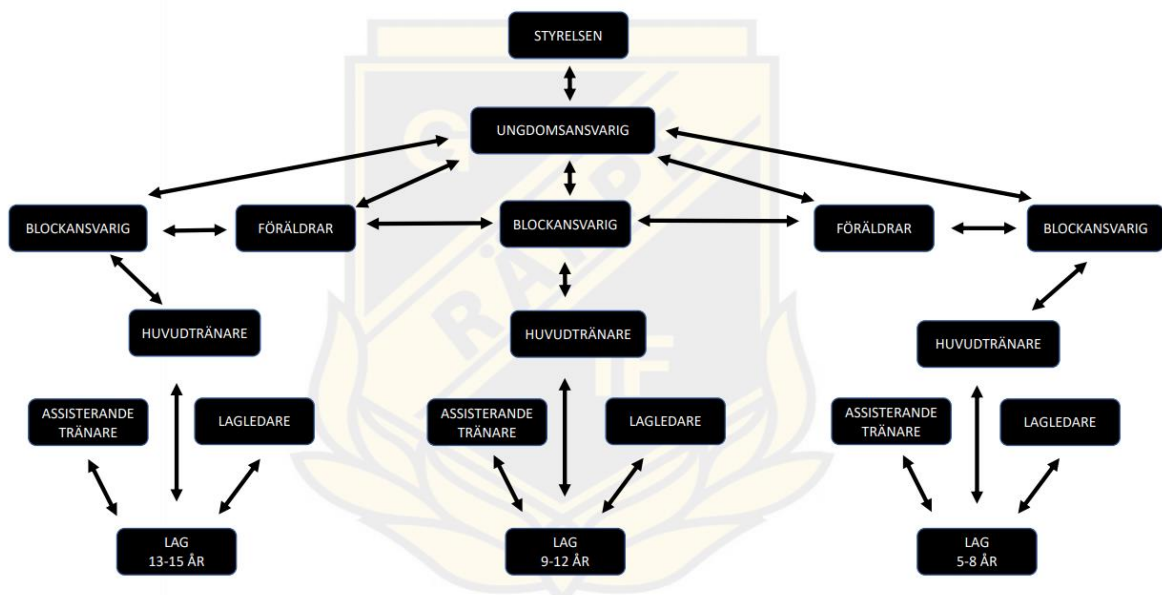 STYRELSEN
UNGDOMSANSVARIG
BLOCKANSVARIG
FÖRÄLDRAR
BLOCKANSVARIG
FÖRÄLDRAR
BLOCKANSVARIG
HUVUDTRÄNARE
HUVUDTRÄNARE
HUVUDTRÄNARE
ASSISTERANDE
TRÄNARE
LAGLEDARE
ASSISTERANDE
TRÄNARE
LAGLEDARE
ASSISTERANDE
TRÄNARE
LAGLEDARE
LAG
13-15 ÅR
LAG
9-12 ÅR
LAG
5-8 ÅR
G
IF